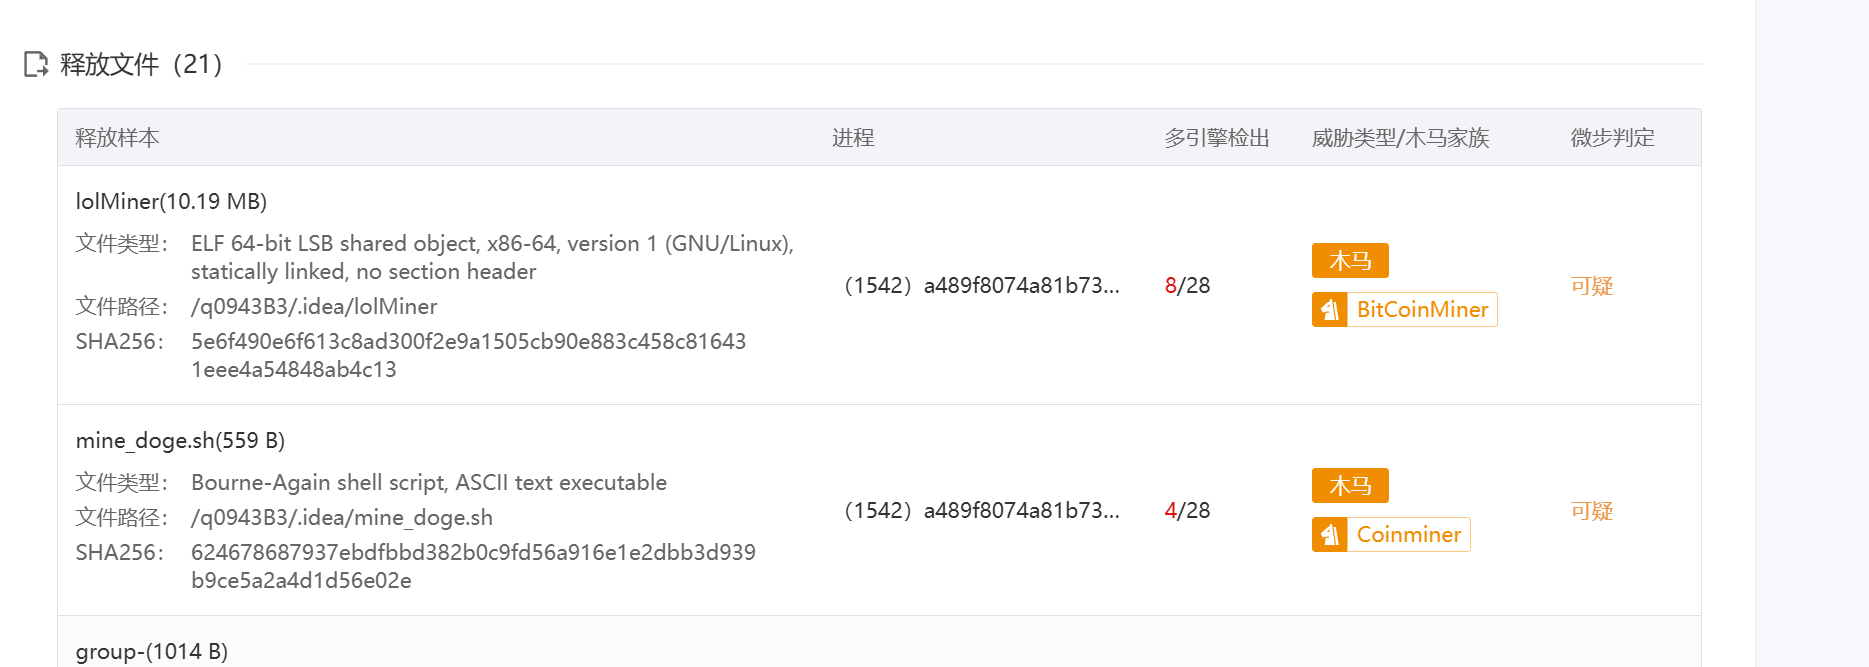 释放文件（21）
释放样本 进程 多引擎检出 威胁类型/木马家族 微步判定
lolMiner(10.19 MB)
文件类型： ELF 64-bit LSB shared object, x86-64, version 1 (GNU/Linux),
statically linked, no section header
文件路径： /q0943B3/.idea/lolMiner
SHA256： 5e6f490e6f613c8ad300f2e9a1505cb90e883c458c81643
1eee4a54848ab4c13
（1542）a489f8074a81b73...
8/28
木马
BitCoinMiner
可疑
mine_doge.sh(559 B)
文件类型： Bourne-Again shell script, ASCII text executable
文件路径： /q0943B3/.idea/mine_doge.sh
SHA256： 624678687937ebdfbbd382b0c9fd56a916e1e2dbb3d939
b9ce5a2a4d1d56e02e
（1542）a489f8074a81b73...
4/28
木马
Coinminer
可疑
group-(1014 B)